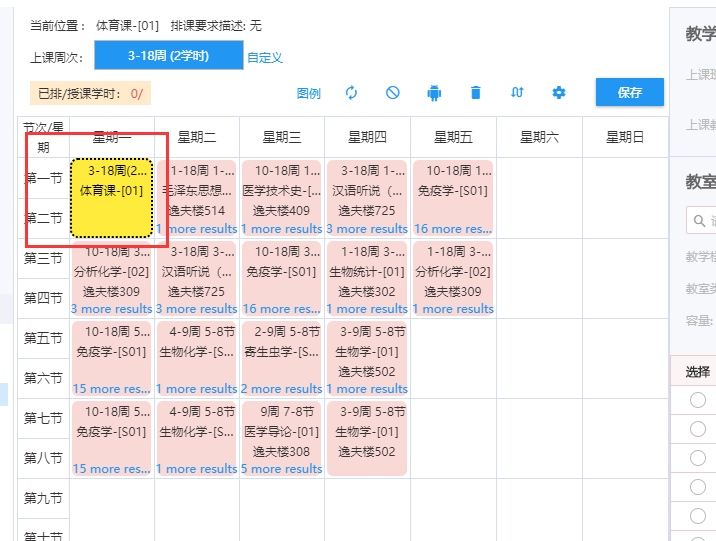 当前位置： 体育课-[01] 排课要求描述: 无
教学
上课周次: 3-18周 (2学时) 自定义
上课班
已排/授课学时： 0/ 图例 保存
上课教
节次/星期 星期一 星期二 星期三 星期四 星期五 星期六 星期日
教室
第一节 3-18周(2... 1-18周 1-... 10-18周 1... 3-18周 1-... 10-18周 1...
体育课-[01] 毛泽东思想... 医学技术史-[... 汉语听说（... 免疫学-[S01]
第二节 逸夫楼514 逸夫楼409 逸夫楼725
1 more results 1 more results 3 more results 16 more res...
第三节 10-18周 3... 3-18周 3-... 10-18周 3... 1-18周 3-... 1-18周 3-...
教学楼
分析化学-[02] 汉语听说（... 免疫学-[S01] 生物统计-[01] 分析化学-[02]
教室类
第四节 逸夫楼309 逸夫楼725 逸夫楼302 逸夫楼309
3 more results 3 more results 16 more res... 1 more results 1 more results
容量:
第五节 10-18周 5... 4-9周 5-8节 2-9周 5-8节 3-9周 5-8节
免疫学-[S01] 生物化学-[S... 寄生虫学-[S... 生物学-[01]
第六节 逸夫楼502
选择
15 more res... 1 more results 2 more results 1 more results
第七节 10-18周 5... 4-9周 5-8节 9周 7-8节 3-9周 5-8节
免疫学-[S01] 生物化学-[S... 医学导论-[01] 生物学-[01]
第八节 逸夫楼308 逸夫楼502
15 more res... 1 more results 5 more results
第九节
第十节